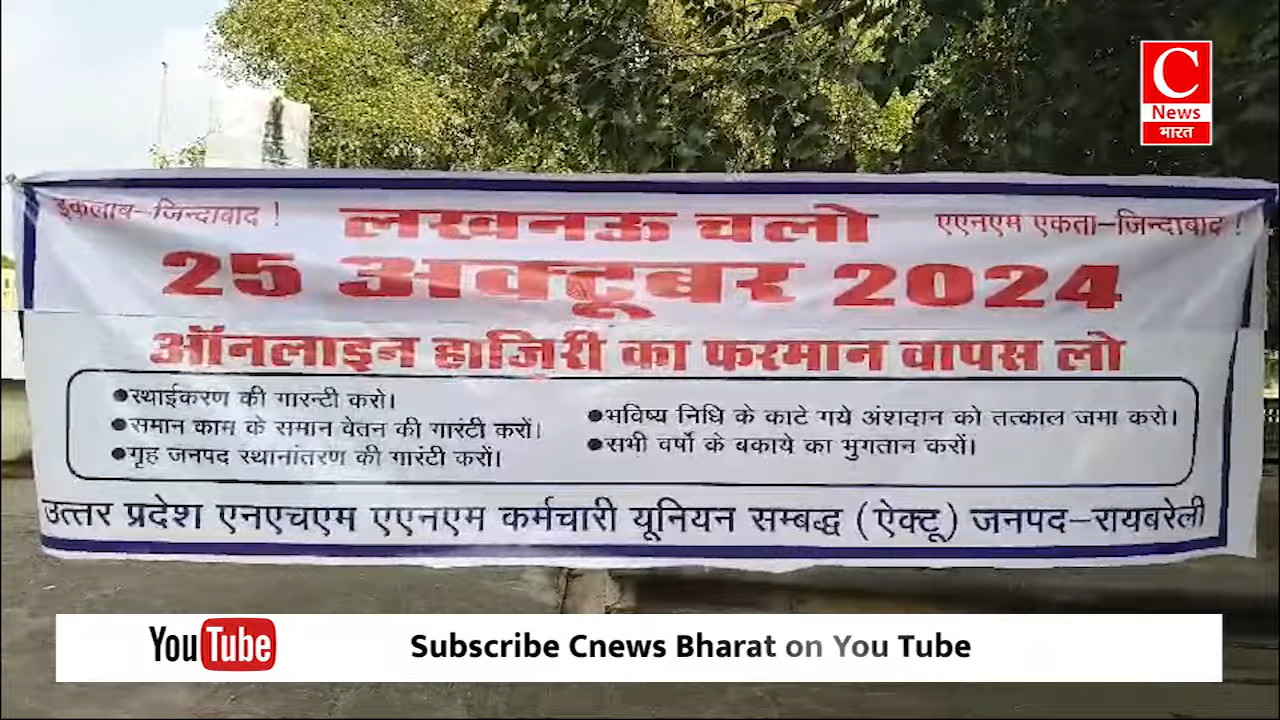 C
News
भारत
इंकलाब–जिन्दाबाद !
लखनऊ चलो
एएनएम एकता–जिन्दाबाद !
25 अक्टूबर 2024
ऑनलाइन हाजिरी का फरमान वापस लो
●स्थाईकरण की गारन्टी करो।
●समान काम के समान वेतन की गारंटी करों।
●गृह जनपद स्थानांतरण की गारंटी करों।
●भविष्य निधि के काटे गये अंशदान को तत्काल जमा करो।
●सभी वर्षो के बकाये का भुगतान करों।
उत्तर प्रदेश एनएचएम एएनएम कर्मचारी यूनियन सम्बद्ध (ऐक्टू) जनपद–रायबरेली
YouTube
Subscribe Cnews Bharat on You Tube